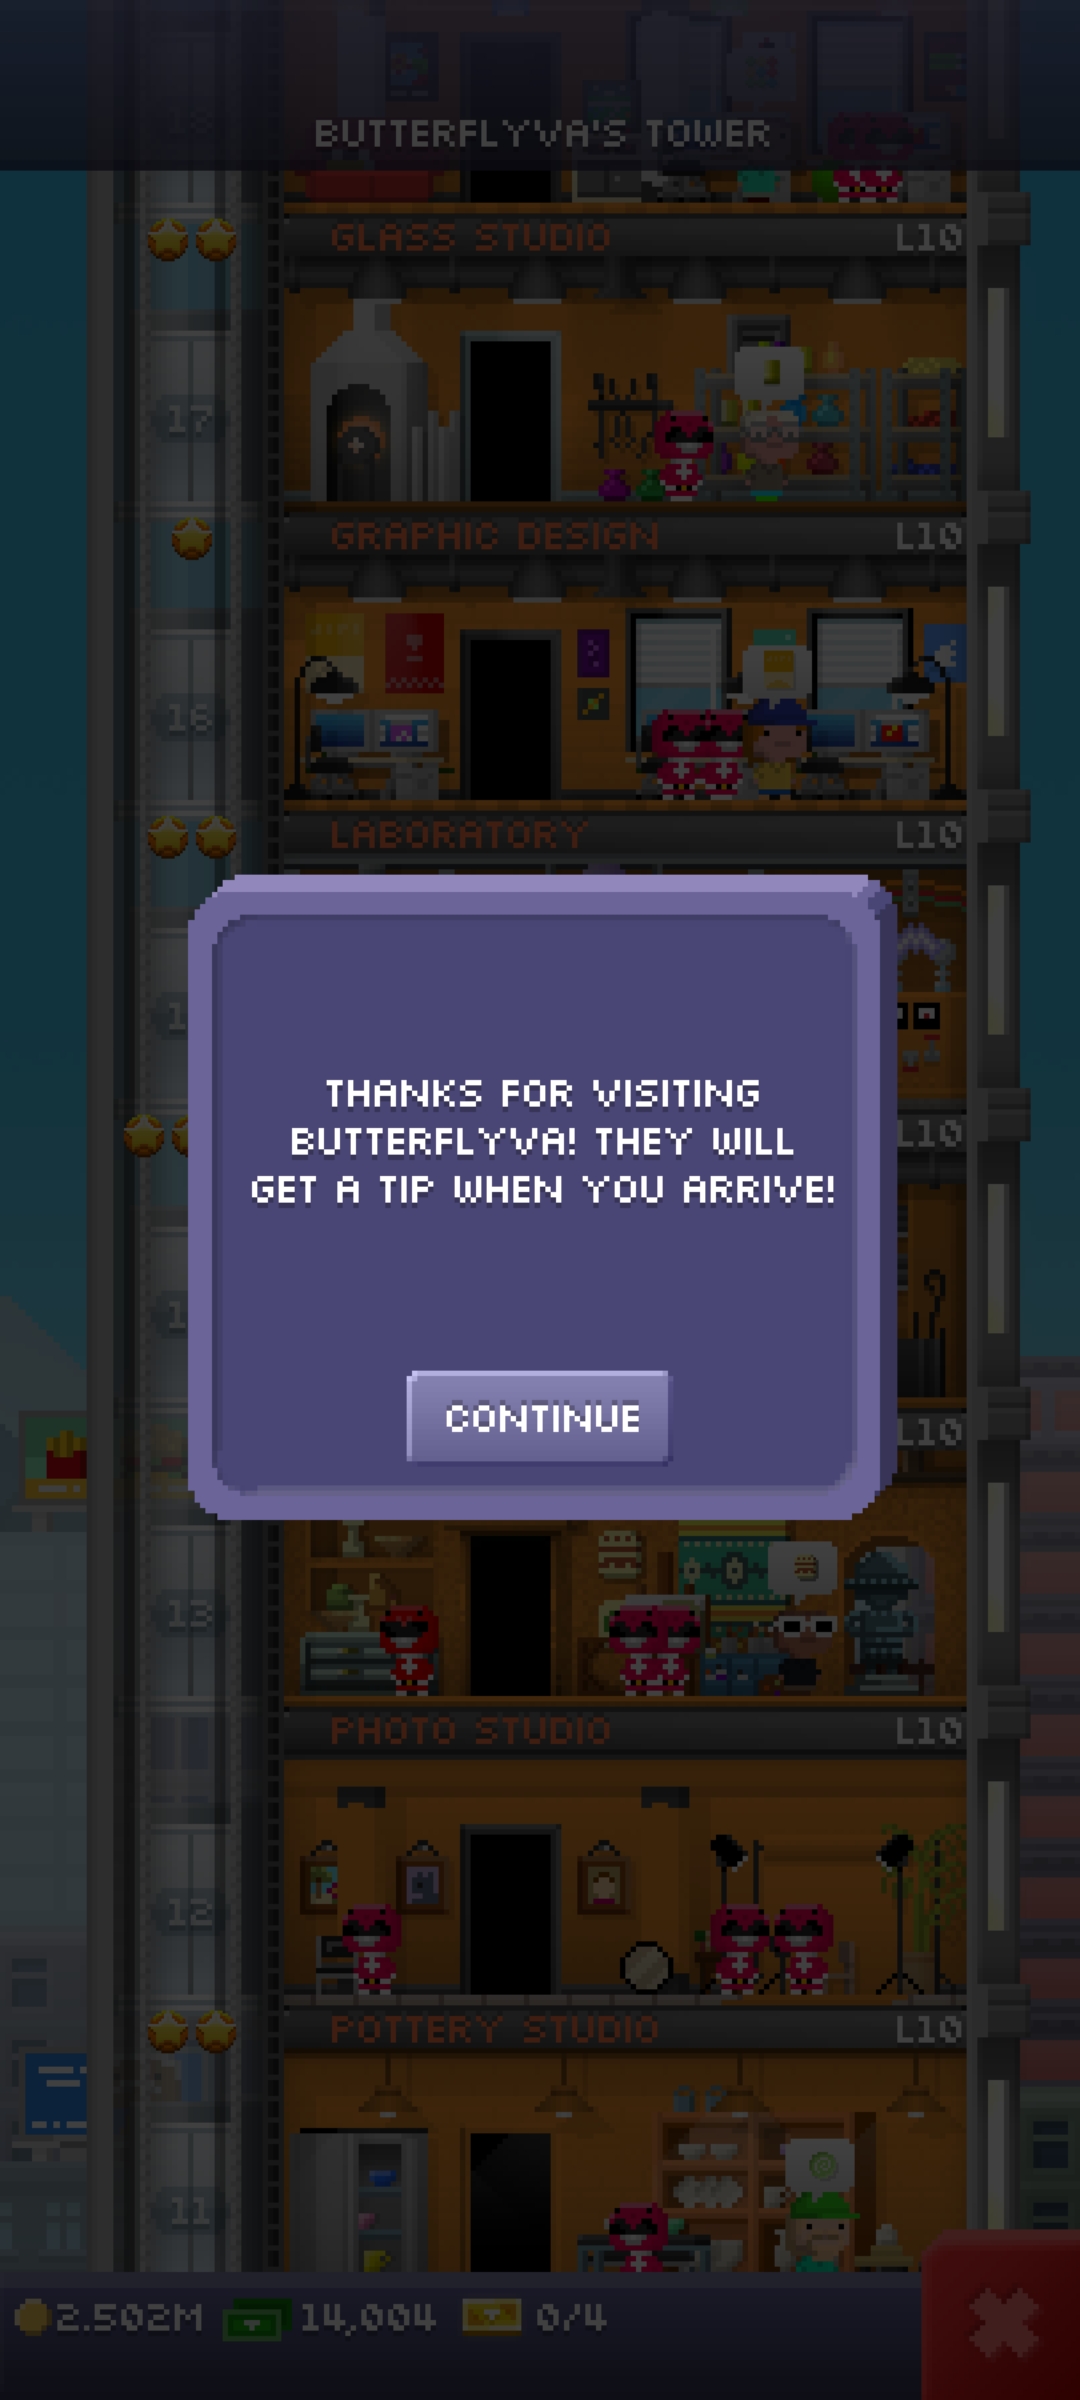 BUTTERFLYVA'S TOWER
GLASS STUDIO L10
17
GRAPHIC DESIGN L10
16
LABORATORY L10
L10
THANKS FOR VISITING
BUTTERFLYVA! THEY WILL
GET A TIP WHEN YOU ARRIVE!
CONTINUE
L10
13
PHOTO STUDIO L10
12
POTTERY STUDIO L10
11
2.502M 14,004 0/4